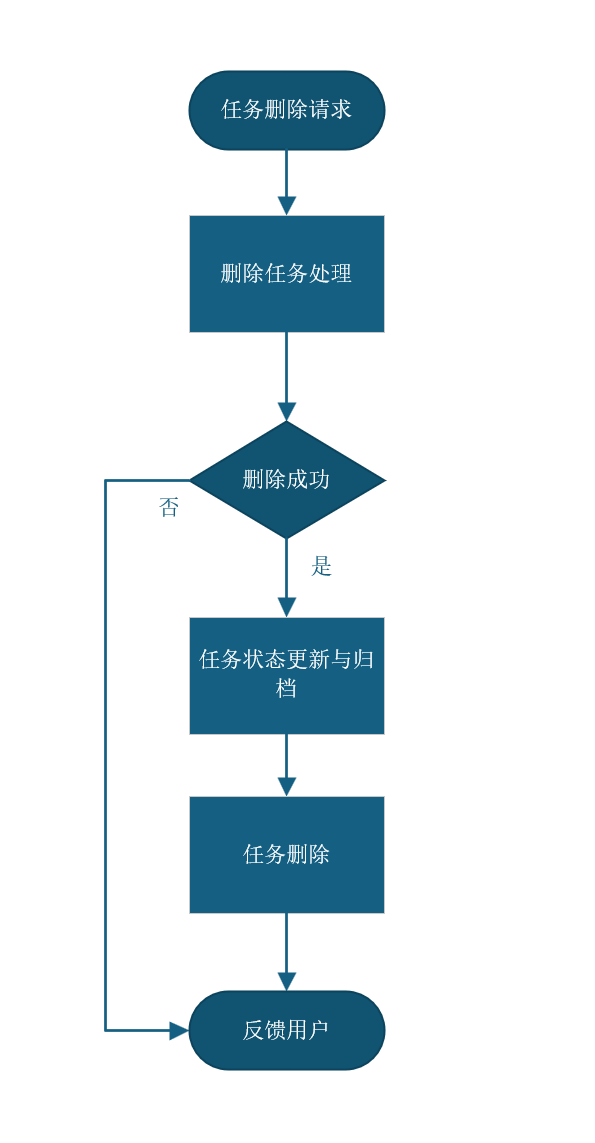 任务删除请求
删除任务处理
删除成功
否
是
任务状态更新与归
档
任务删除
反馈用户